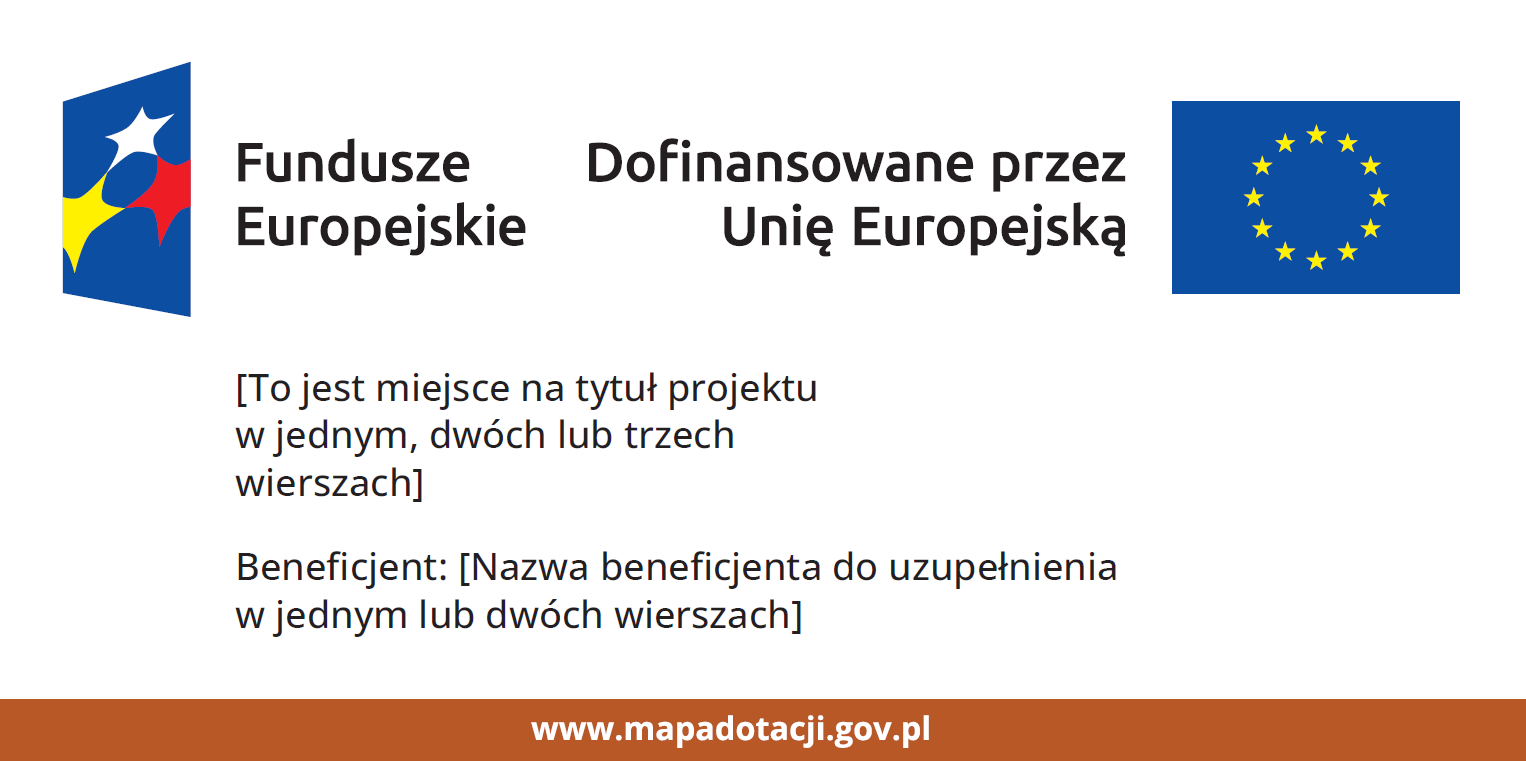 Fundusze
Europejskie
Dofinansowane przez
Unię Europejską
[To jest miejsce na tytuł projektu
w jednym, dwóch lub trzech
wierszach]
Beneficjent: [Nazwa beneficjenta do uzupełnienia
w jednym lub dwóch wierszach]
www.mapadotacji.gov.pl